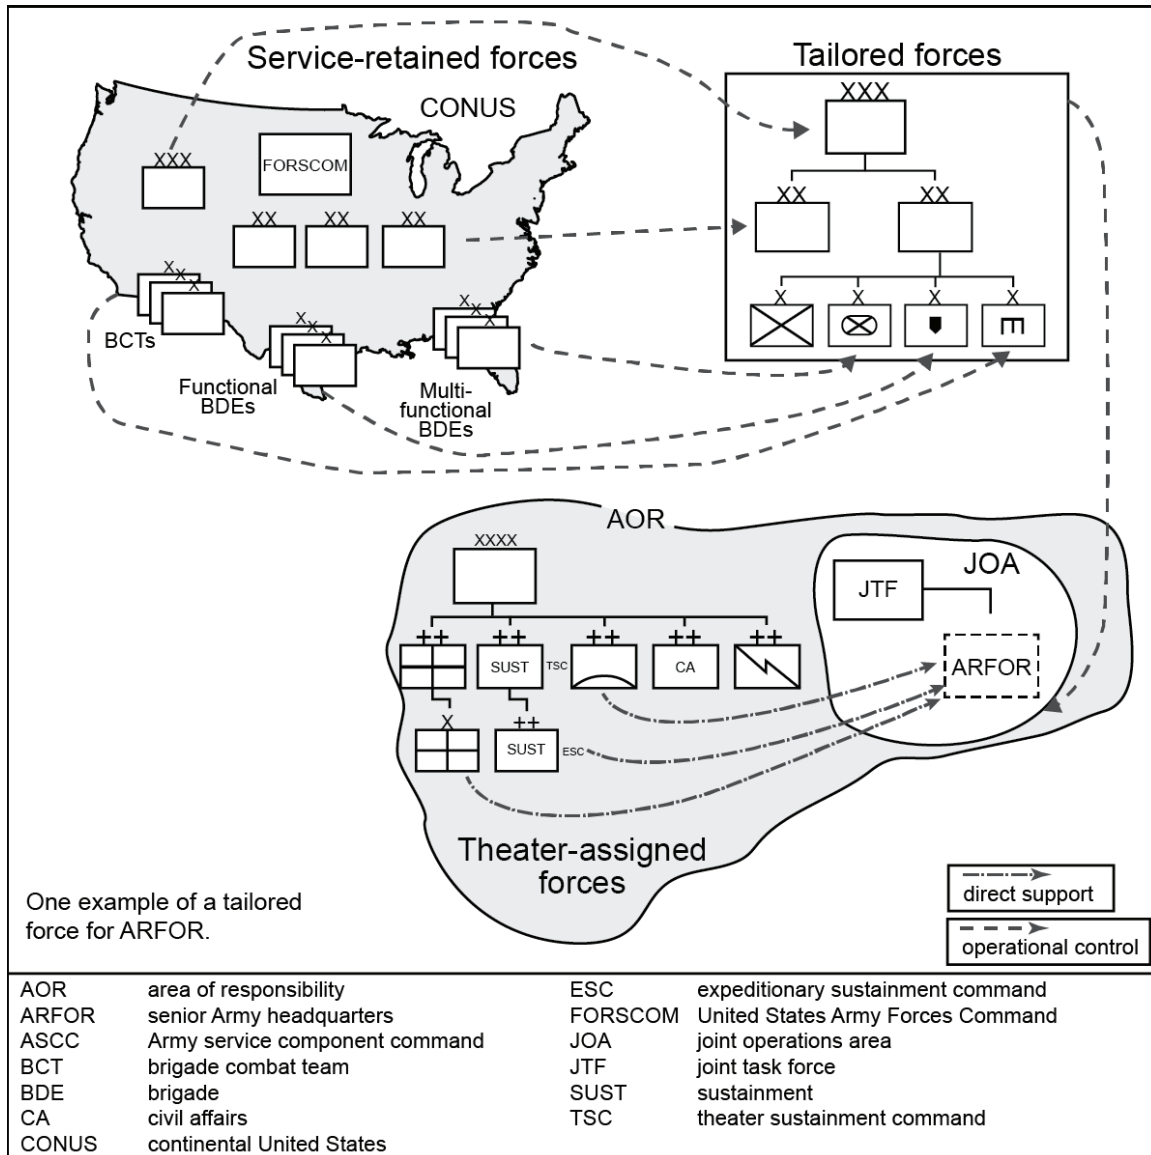 Service-retained forces
CONUS
XXX
FORSCOM
XX
XX
XX
X
X
X
BCTs
X
X
X
Functional
BDEs
X
X
X
Multi-
functional
BDEs
Tailored forces
XXX
XX
XX
X
X
X
X
AOR
XXXX
++
++
++
++
++
SUST
TSC
CA
X
++
SUST
ESC
JOA
JTF
ARFOR
Theater-assigned
forces
One example of a tailored
force for ARFOR.
direct support
operational control
AOR area of responsibility
ARFOR senior Army headquarters
ASCC Army service component command
BCT brigade combat team
BDE brigade
CA civil affairs
CONUS continental United States
ESC expeditionary sustainment command
FORSCOM United States Army Forces Command
JOA joint operations area
JTF joint task force
SUST sustainment
TSC theater sustainment command